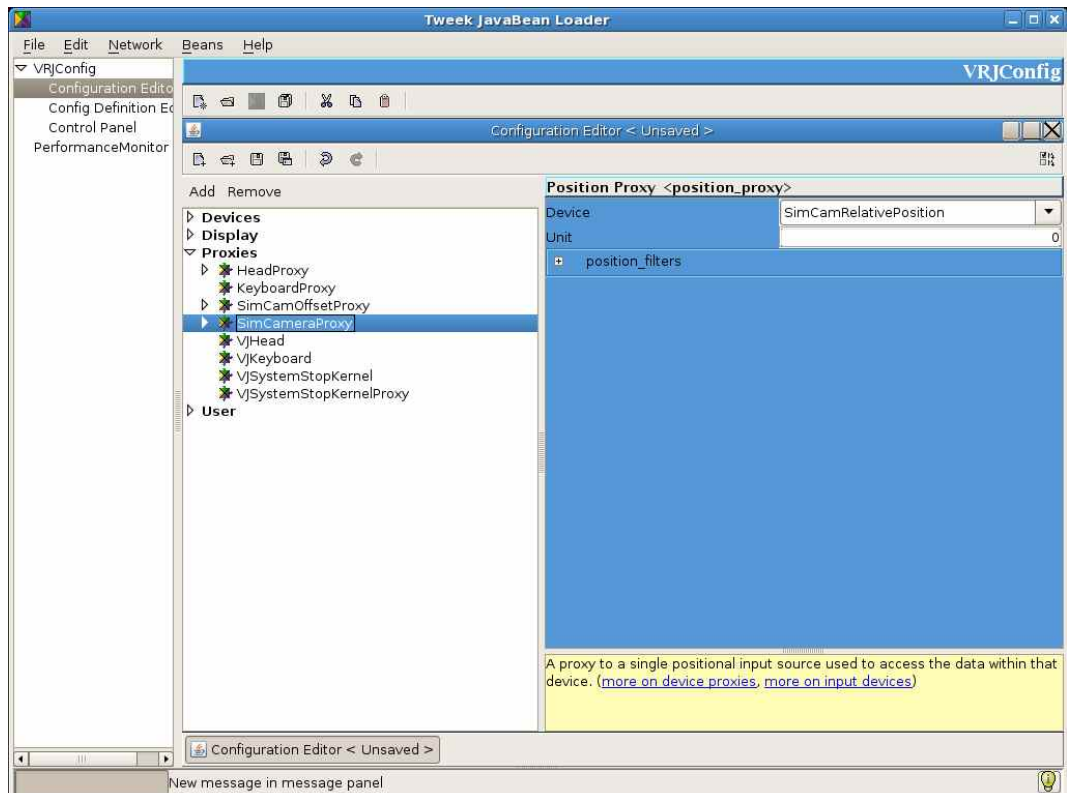 Tweek JavaBean Loader
File Edit Network Beans Help
VRJConfig
Configuration Edito
Config Definition Ed
Control Panel
PerformanceMonitor
VRJConfig
Configuration Editor < Unsaved >
Add Remove
Devices
Display
Proxies
HeadProxy
KeyboardProxy
SimCamOffsetProxy
SimCameraProxy
VJHead
VJKeyboard
VJSystemStopKernel
VJSystemStopKernelProxy
User
Position Proxy <position_proxy>
Device SimCamRelativePosition
Unit 0
position_filters
A proxy to a single positional input source used to access the data within that
device. (more on device proxies, more on input devices)
Configuration Editor < Unsaved >
New message in message panel